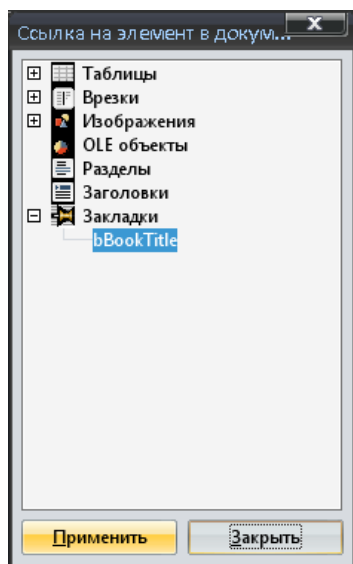 Ссылка на элемент в докум...
Таблицы
Врезки
Изображения
OLE объекты
Разделы
Заголовки
Закладки
bBookTitle
Применить
Закрыть